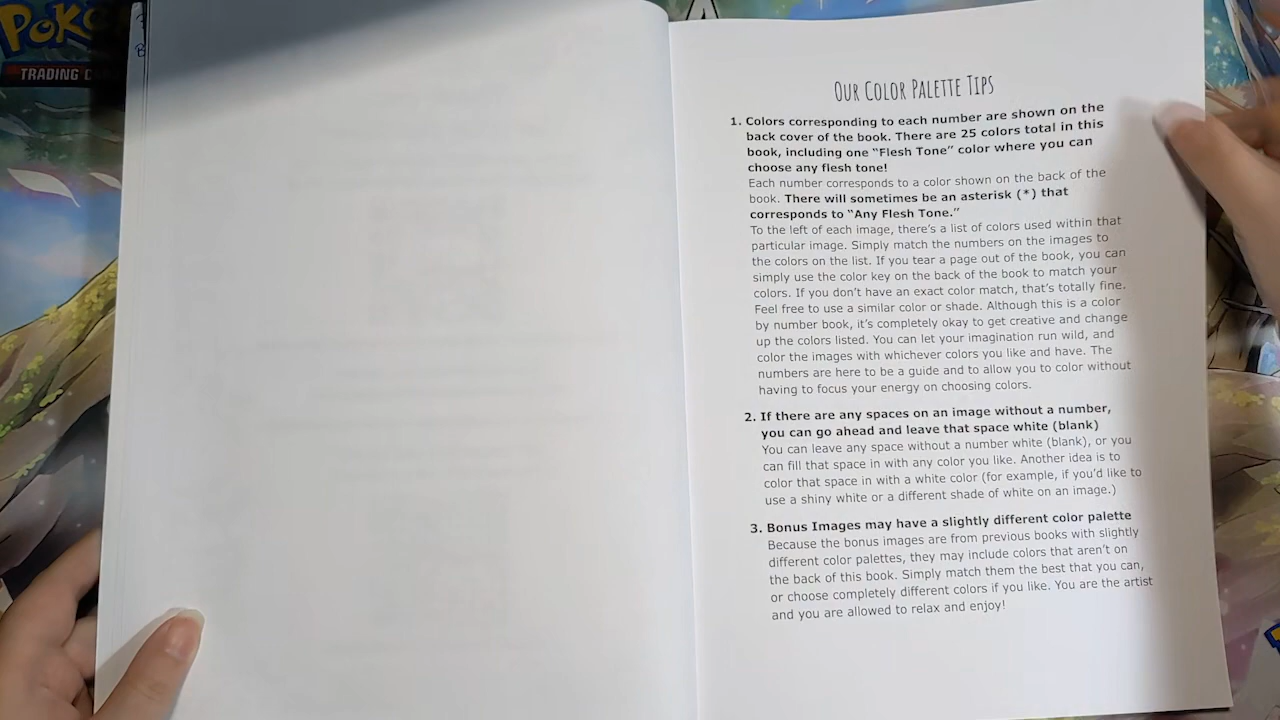 POKé
TRADING C
OUR COLOR PALETTE TIPS
1. Colors corresponding to each number are shown on the
back cover of the book. There are 25 colors total in this
book, including one “Flesh Tone” color where you can
choose any flesh tone!
Each number corresponds to a color shown on the back of the
book. There will sometimes be an asterisk (*) that
corresponds to “Any Flesh Tone.”
To the left of each image, there’s a list of colors used within that
particular image. Simply match the numbers on the images to
the colors on the list. If you tear a page out of the book, you can
simply use the color key on the back of the book to match your
colors. If you don’t have an exact color match, that’s totally fine.
Feel free to use a similar color or shade. Although this is a color
by number book, it’s completely okay to get creative and change
up the colors listed. You can let your imagination run wild, and
color the images with whichever colors you like and have. The
numbers are here to be a guide and to allow you to color without
having to focus your energy on choosing colors.
2. If there are any spaces on an image without a number,
you can go ahead and leave that space white (blank)
You can leave any space without a number white (blank), or you
can fill that space in with any color you like. Another idea is to
color that space in with a white color (for example, if you’d like to
use a shiny white or a different shade of white on an image.)
3. Bonus Images may have a slightly different color palette
Because the bonus images are from previous books with slightly
different color palettes, they may include colors that aren’t on
the back of this book. Simply match them the best that you can,
or choose completely different colors if you like. You are the artist
and you are allowed to relax and enjoy!